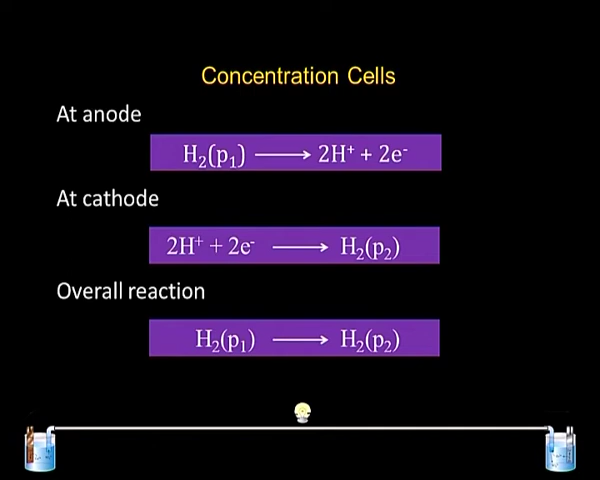 Concentration Cells
At anode
H₂(p₁) ⟶ 2H⁺ + 2e⁻
At cathode
2H⁺ + 2e⁻ ⟶ H₂(p₂)
Overall reaction
H₂(p₁) ⟶ H₂(p₂)